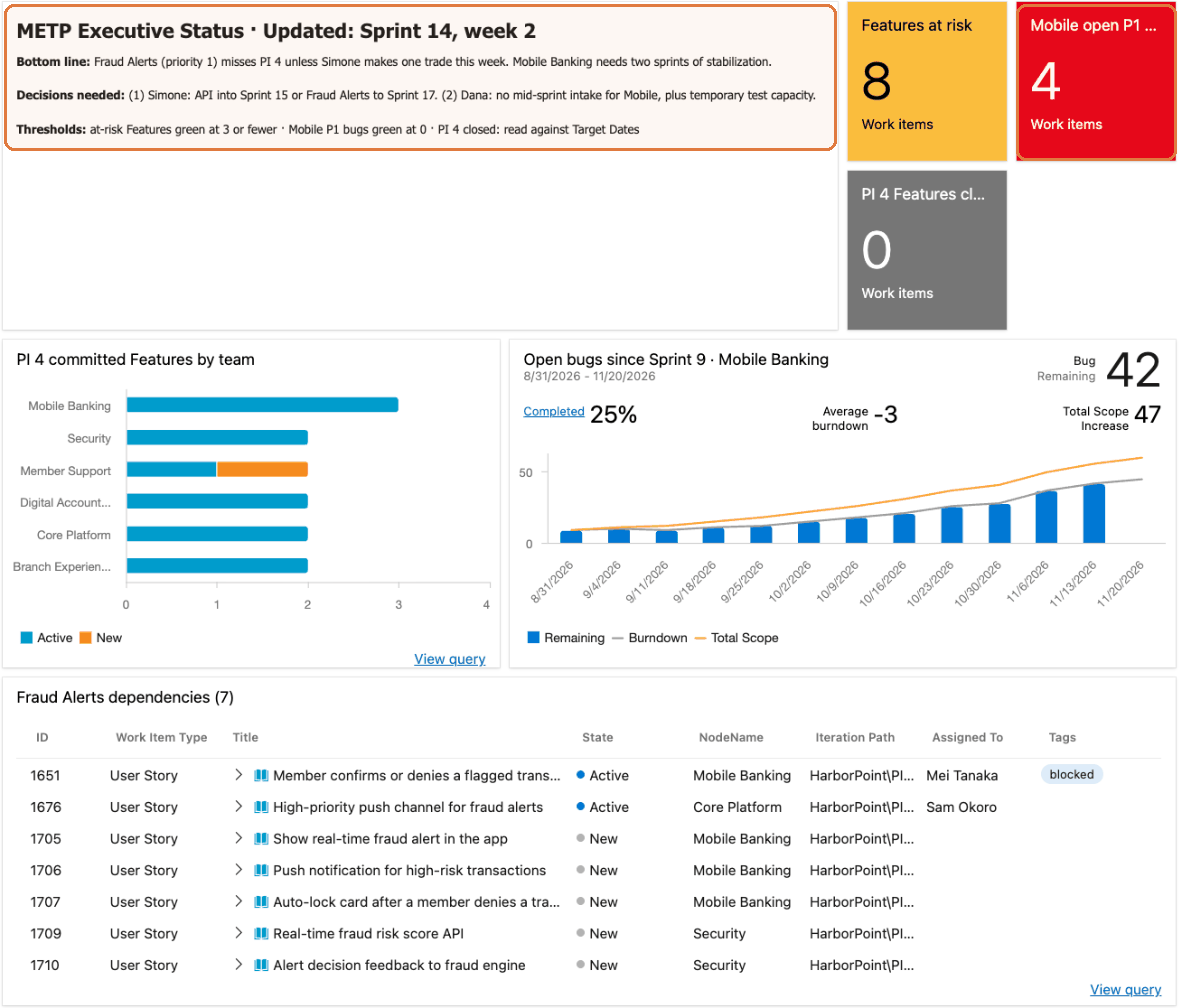 METP Executive Status · Updated: Sprint 14, week 2
Bottom line: Fraud Alerts (priority 1) misses PI 4 unless Simone makes one trade this week. Mobile Banking needs two sprints of stabilization.
Decisions needed: (1) Simone: API into Sprint 15 or Fraud Alerts to Sprint 17. (2) Dana: no mid-sprint intake for Mobile, plus temporary test capacity.
Thresholds: at-risk Features green at 3 or fewer · Mobile P1 bugs green at 0 · PI 4 closed: read against Target Dates
Features at risk
8
Work items
Mobile open P1 ...
4
Work items
PI 4 Features cl...
0
Work items
PI 4 committed Features by team
Mobile Banking
Security
Member Support
Digital Account...
Core Platform
Branch Experien...
0 1 2 3 4
Active New
View query
Open bugs since Sprint 9 · Mobile Banking
8/31/2026 - 11/20/2026
Bug
Remaining
42
Completed 25%
Average
burndown
-3
Total Scope
Increase
47
50
0
8/31/2026 9/4/2026 9/11/2026 9/18/2026 9/25/2026 10/2/2026 10/9/2026 10/16/2026 10/23/2026 10/30/2026 11/6/2026 11/13/2026 11/20/2026
Remaining Burndown Total Scope
Fraud Alerts dependencies (7)
ID Work Item Type Title State NodeName Iteration Path Assigned To Tags
1651 User Story Member confirms or denies a flagged trans... Active Mobile Banking HarborPoint\PI... Mei Tanaka blocked
1676 User Story High-priority push channel for fraud alerts Active Core Platform HarborPoint\PI... Sam Okoro
1705 User Story Show real-time fraud alert in the app New Mobile Banking HarborPoint\PI...
1706 User Story Push notification for high-risk transactions New Mobile Banking HarborPoint\PI...
1707 User Story Auto-lock card after a member denies a tra... New Mobile Banking HarborPoint\PI...
1709 User Story Real-time fraud risk score API New Security HarborPoint\PI...
1710 User Story Alert decision feedback to fraud engine New Security HarborPoint\PI...
View query